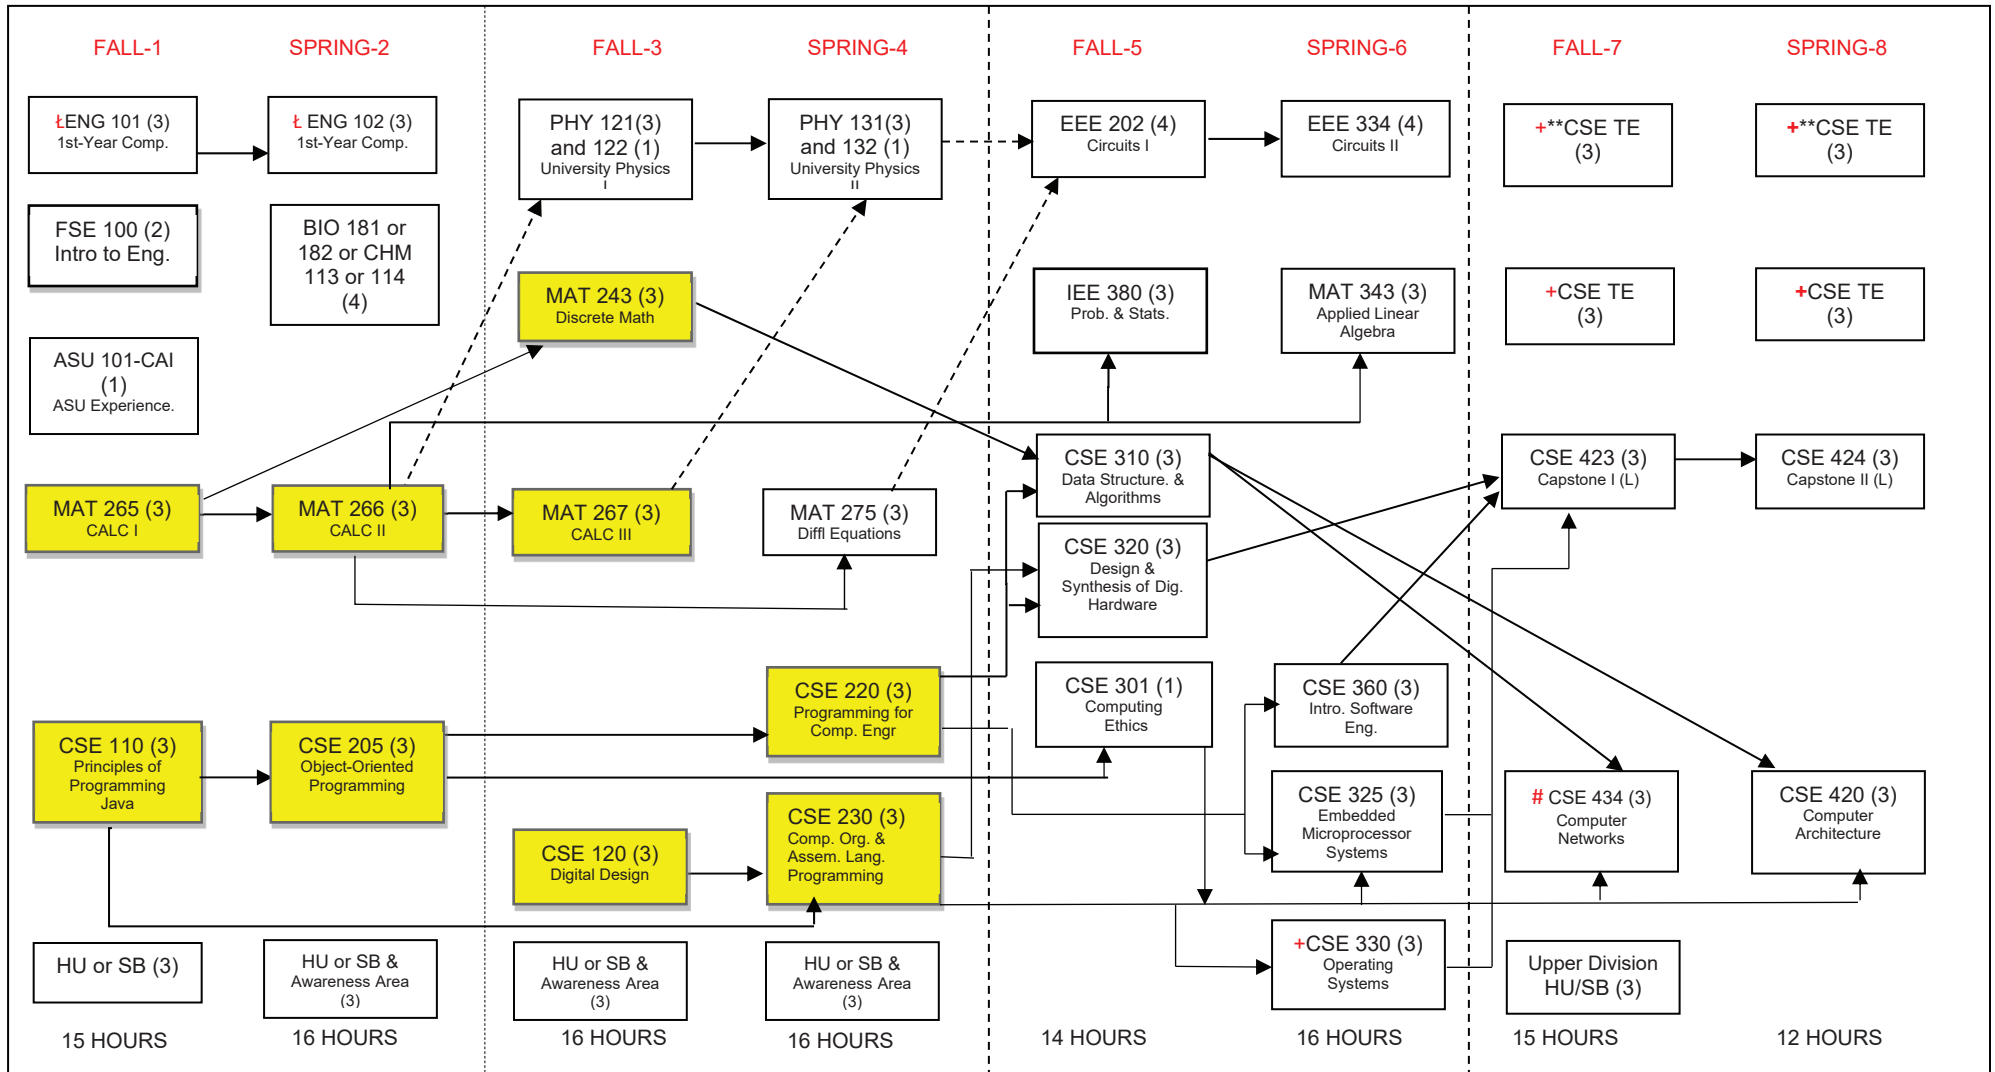 FALL-1
SPRING-2
FALL-3
SPRING-4
FALL-5
SPRING-6
FALL-7
SPRING-8
ŁENG 101 (3)
1st-Year Comp.
Ł ENG 102 (3)
1st-Year Comp.
PHY 121(3)
and 122 (1)
University Physics
I
PHY 131(3)
and 132 (1)
University Physics
II
EEE 202 (4)
Circuits I
EEE 334 (4)
Circuits II
+**CSE TE
(3)
+**CSE TE
(3)
FSE 100 (2)
Intro to Eng.
BIO 181 or
182 or CHM
113 or 114
(4)
MAT 243 (3)
Discrete Math
IEE 380 (3)
Prob. & Stats.
MAT 343 (3)
Applied Linear
Algebra
+CSE TE
(3)
+CSE TE
(3)
ASU 101-CAI
(1)
ASU Experience.
MAT 265 (3)
CALC I
MAT 266 (3)
CALC II
MAT 267 (3)
CALC III
MAT 275 (3)
Diffl Equations
CSE 310 (3)
Data Structure. &
Algorithms
CSE 423 (3)
Capstone I (L)
CSE 424 (3)
Capstone II (L)
CSE 320 (3)
Design &
Synthesis of Dig.
Hardware
CSE 110 (3)
Principles of
Programming
Java
CSE 205 (3)
Object-Oriented
Programming
CSE 220 (3)
Programming for
Comp. Engr
CSE 301 (1)
Computing
Ethics
CSE 360 (3)
Intro. Software
Eng.
CSE 120 (3)
Digital Design
CSE 230 (3)
Comp. Org. &
Assem. Lang.
Programming
CSE 325 (3)
Embedded
Microprocessor
Systems
# CSE 434 (3)
Computer
Networks
CSE 420 (3)
Computer
Architecture
HU or SB (3)
HU or SB &
Awareness Area
(3)
HU or SB &
Awareness Area
(3)
HU or SB &
Awareness Area
(3)
+CSE 330 (3)
Operating
Systems
Upper Division
HU/SB (3)
15 HOURS
16 HOURS
16 HOURS
16 HOURS
14 HOURS
16 HOURS
15 HOURS
12 HOURS